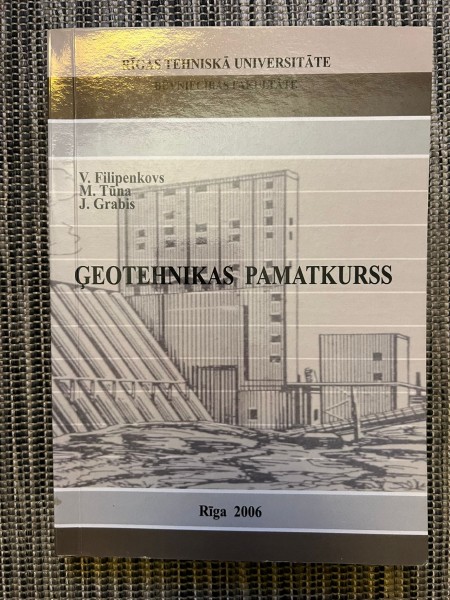 RĪGAS TEHNISKĀ UNIVERSITĀTE
BŪVNIECĪBAS FAKULTĀTE
V. Filipenkovs
M. Tūna
J. Grabis
ĢEOTEHNIKAS PAMATKURSS
Rīga 2006